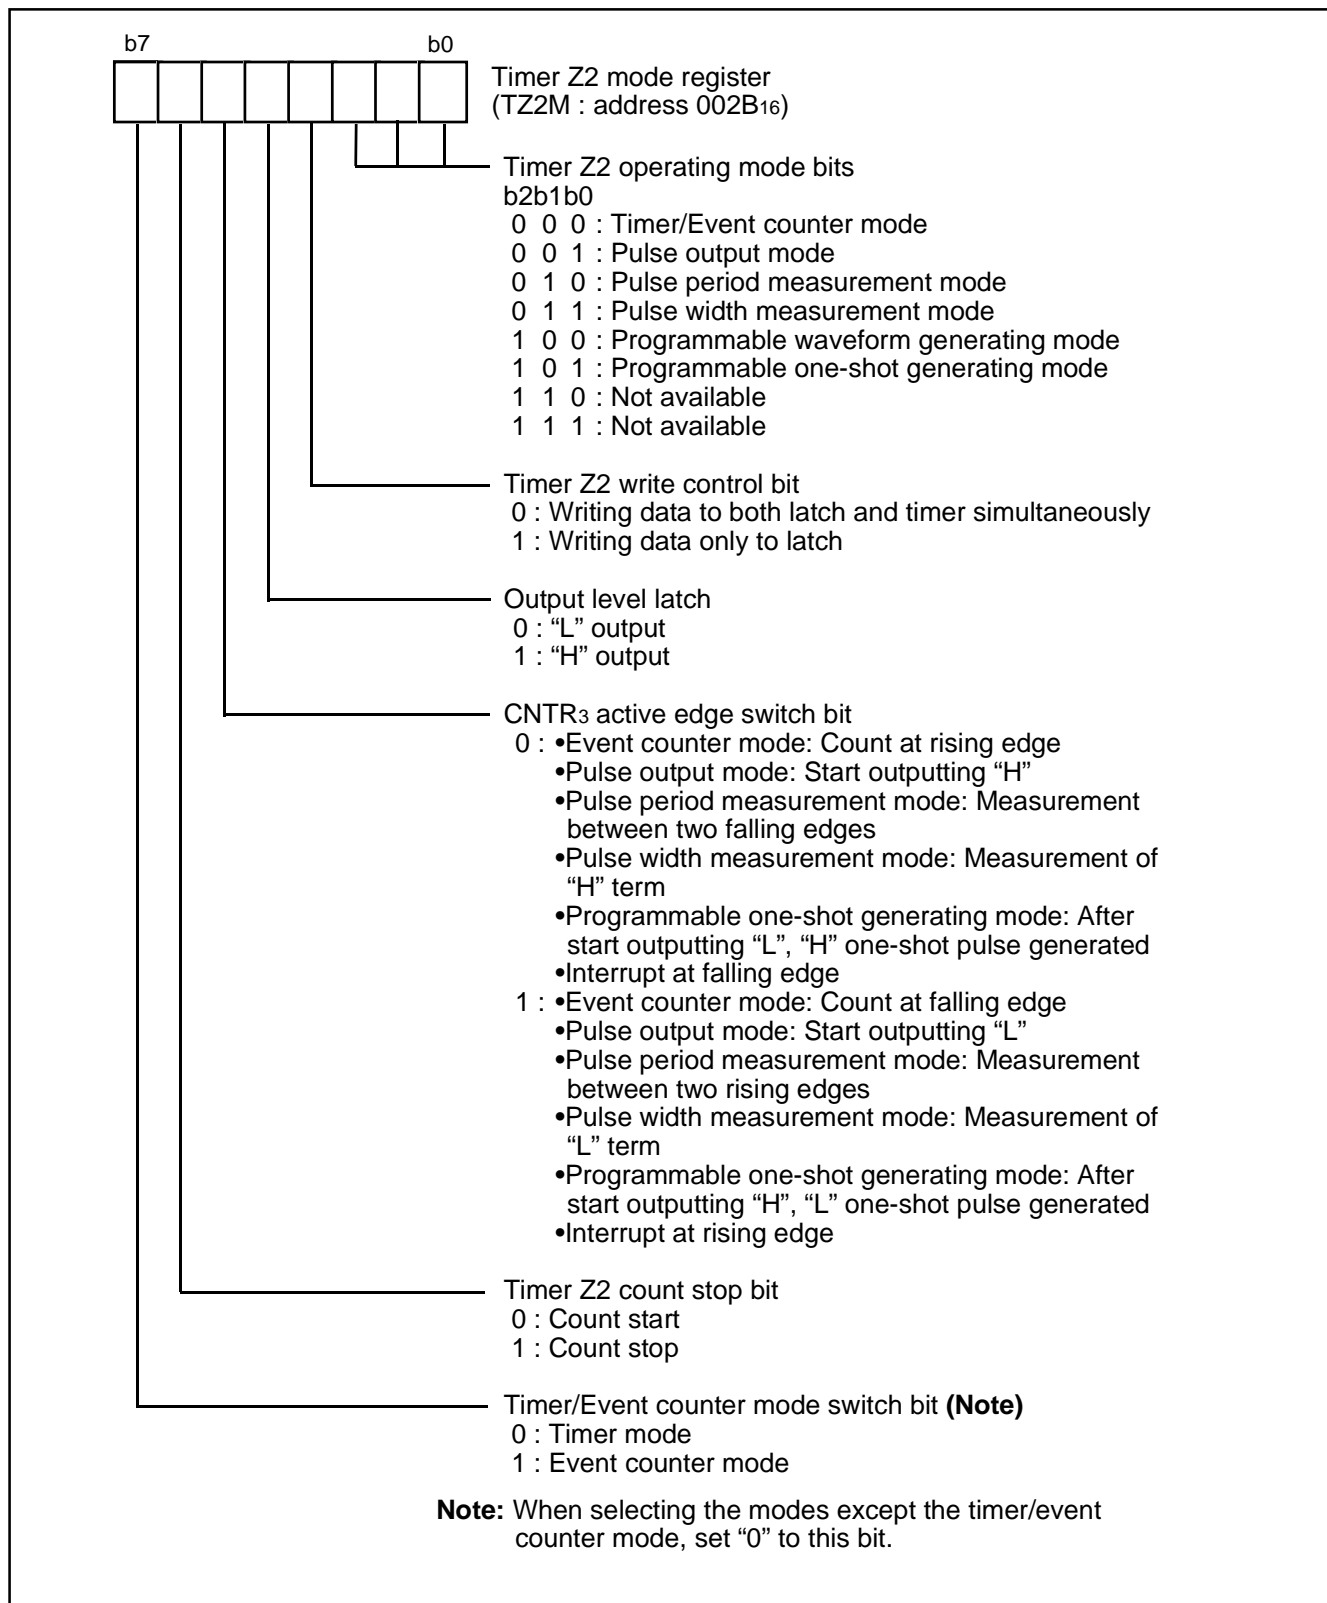 b7 b0
Timer Z2 mode register
(TZ2M : address 002B16)
Timer Z2 operating mode bits
b2b1b0
0 0 0 : Timer/Event counter mode
0 0 1 : Pulse output mode
0 1 0 : Pulse period measurement mode
0 1 1 : Pulse width measurement mode
1 0 0 : Programmable waveform generating mode
1 0 1 : Programmable one-shot generating mode
1 1 0 : Not available
1 1 1 : Not available
Timer Z2 write control bit
0 : Writing data to both latch and timer simultaneously
1 : Writing data only to latch
Output level latch
0 : “L” output
1 : “H” output
CNTR3 active edge switch bit
0 : •Event counter mode: Count at rising edge
•Pulse output mode: Start outputting “H”
•Pulse period measurement mode: Measurement
between two falling edges
•Pulse width measurement mode: Measurement of
“H” term
•Programmable one-shot generating mode: After
start outputting “L”, “H” one-shot pulse generated
•Interrupt at falling edge
1 : •Event counter mode: Count at falling edge
•Pulse output mode: Start outputting “L”
•Pulse period measurement mode: Measurement
between two rising edges
•Pulse width measurement mode: Measurement of
“L” term
•Programmable one-shot generating mode: After
start outputting “H”, “L” one-shot pulse generated
•Interrupt at rising edge
Timer Z2 count stop bit
0 : Count start
1 : Count stop
Timer/Event counter mode switch bit (Note)
0 : Timer mode
1 : Event counter mode
Note: When selecting the modes except the timer/event
counter mode, set “0” to this bit.